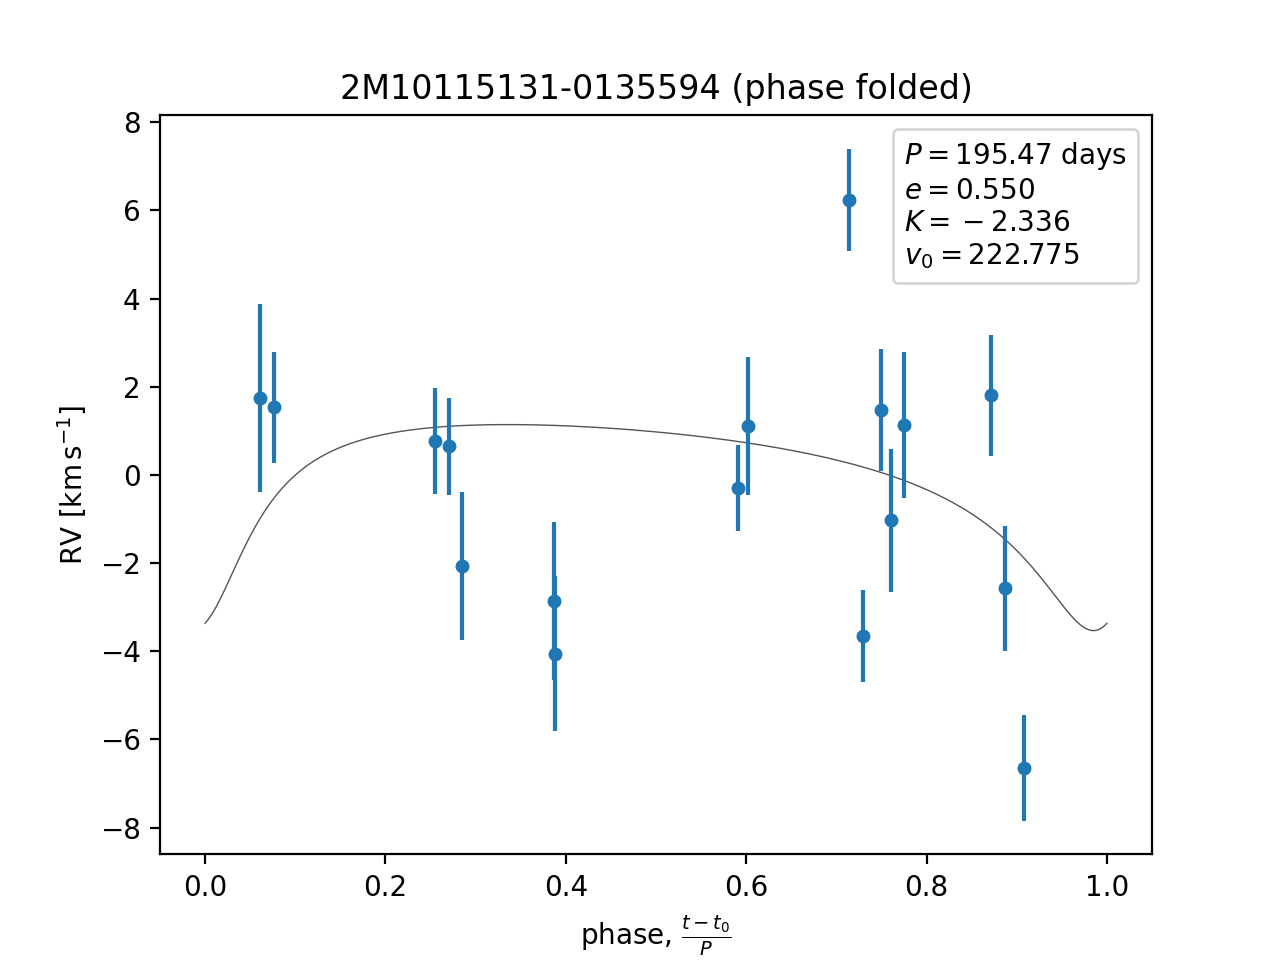 2M10115131-0135594 (phase folded)
P = 195.47 days
e = 0.550
K = − 2.336
v₀ = 222.775
8
6
4
2
0
−2
−4
−6
−8
RV [km s⁻¹]
0.0 0.2 0.4 0.6 0.8 1.0
phase, (t − t₀)/P